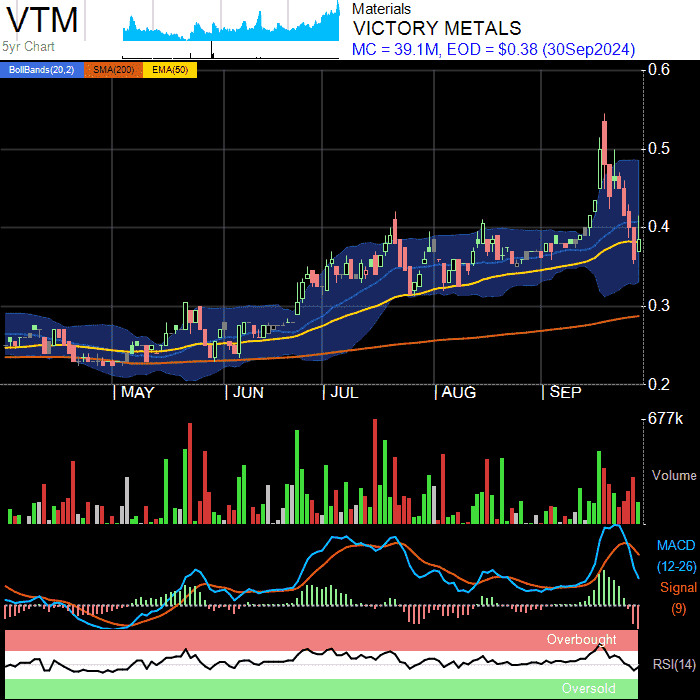 VTM
5yr Chart
Materials
VICTORY METALS
MC = 39.1M, EOD = $0.38 (30Sep2024)
BollBands(20,2) SMA(200) EMA(50)
0.6
0.5
0.4
0.3
0.2
MAY JUN JUL AUG SEP
677k
Volume
MACD
(12-26)
Signal
(9)
Overbought
RSI(14)
Oversold